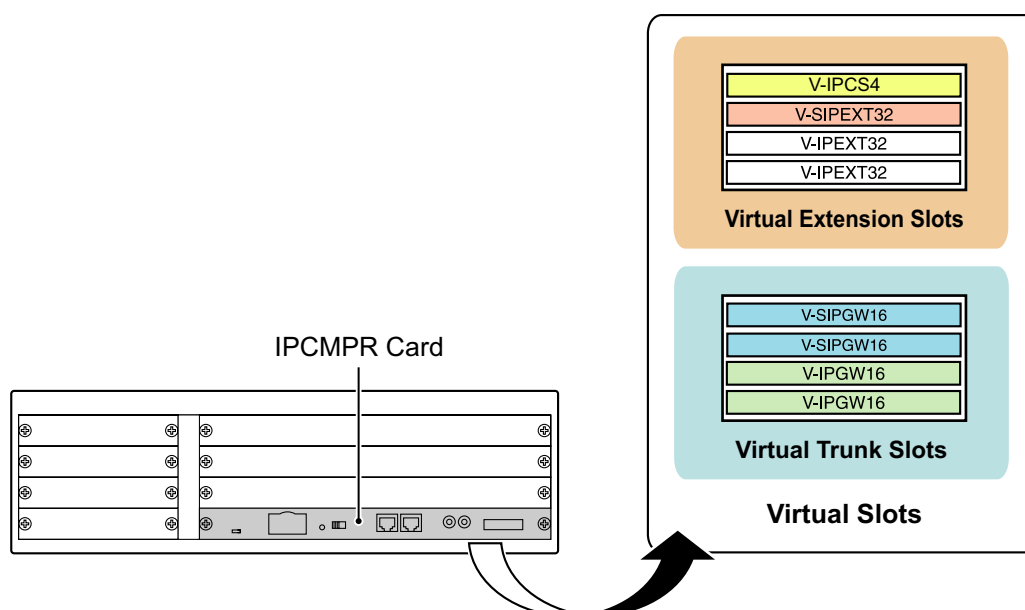 V-IPCS4
V-SIPEXT32
V-IPEXT32
V-IPEXT32
Virtual Extension Slots
V-SIPGW16
V-SIPGW16
V-IPGW16
V-IPGW16
Virtual Trunk Slots
Virtual Slots
IPCMPR Card